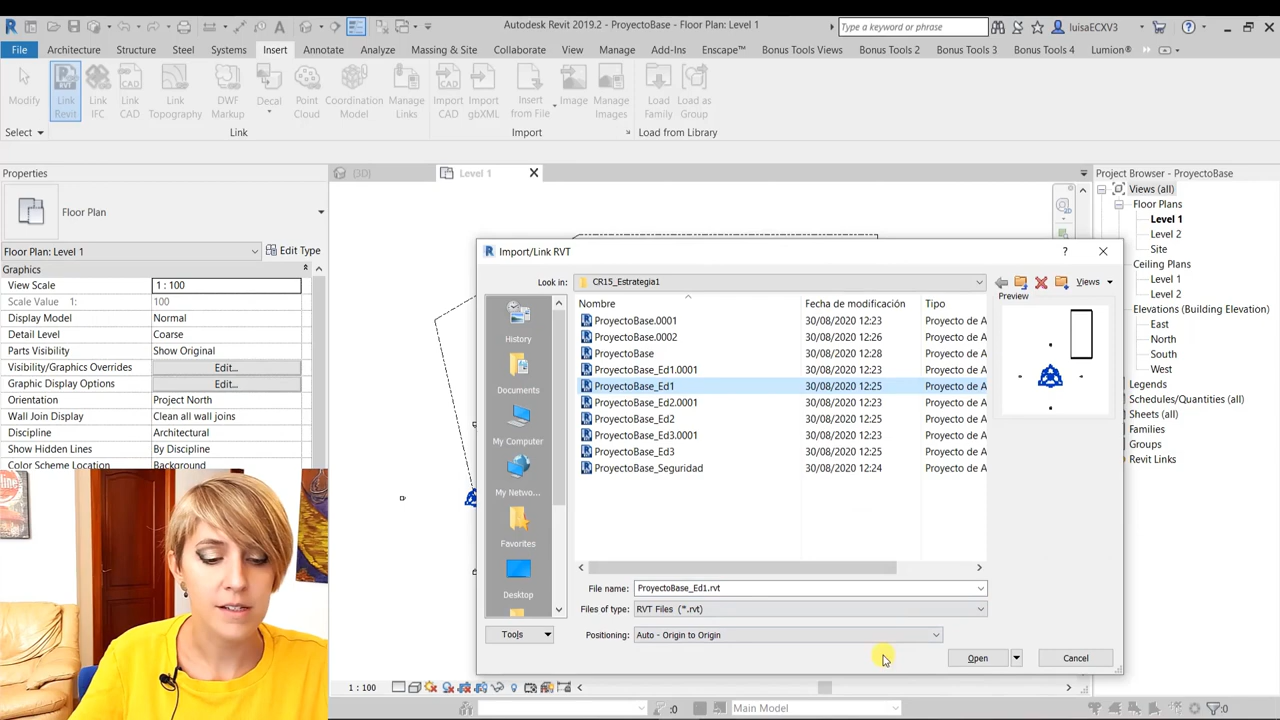 Autodesk Revit 2019.2 - ProyectoBase - Floor Plan: Level 1
Type a keyword or phrase
luisaECXV3
File Architecture Structure Steel Systems Insert Annotate Analyze Massing & Site Collaborate View Manage Add-Ins Enscape™ Bonus Tools Views Bonus Tools 2 Bonus Tools 3 Bonus Tools 4 Lumion®
Modify
Link Revit
Link IFC
Link CAD
Link Topography
DWF Markup
Decal
Point Cloud
Coordination Model
Manage Links
Import CAD
Import gbXML
Insert from File
Image
Manage Images
Load Family
Load as Group
Select
Link
Import
Load from Library
Properties
Floor Plan
Floor Plan: Level 1
Edit Type
Graphics
View Scale 1 : 100
Scale Value 1: 100
Display Model Normal
Detail Level Coarse
Parts Visibility Show Original
Visibility/Graphics Overrides Edit...
Graphic Display Options Edit...
Orientation Project North
Wall Join Display Clean all wall joins
Discipline Architectural
Show Hidden Lines By Discipline
Color Scheme Location Background
{3D}
Level 1
Import/Link RVT
Look in: CR15_Estrategia1
Views
Preview
Nombre Fecha de modificación Tipo
ProyectoBase.0001 30/08/2020 12:23 Proyecto de A
ProyectoBase.0002 30/08/2020 12:26 Proyecto de A
ProyectoBase 30/08/2020 12:28 Proyecto de A
ProyectoBase_Ed1.0001 30/08/2020 12:23 Proyecto de A
ProyectoBase_Ed1 30/08/2020 12:25 Proyecto de A
ProyectoBase_Ed2.0001 30/08/2020 12:23 Proyecto de A
ProyectoBase_Ed2 30/08/2020 12:25 Proyecto de A
ProyectoBase_Ed3.0001 30/08/2020 12:23 Proyecto de A
ProyectoBase_Ed3 30/08/2020 12:25 Proyecto de A
ProyectoBase_Seguridad 30/08/2020 12:24 Proyecto de A
History
Documents
My Computer
My Netwo...
Favorites
Desktop
File name: ProyectoBase_Ed1.rvt
Files of type: RVT Files (*.rvt)
Tools
Positioning: Auto - Origin to Origin
Open
Cancel
Project Browser - ProyectoBase
Views (all)
Floor Plans
Level 1
Level 2
Site
Ceiling Plans
Level 1
Level 2
Elevations (Building Elevation)
East
North
South
West
Legends
Schedules/Quantities (all)
Sheets (all)
Families
Groups
Revit Links
1 : 100
:0
Main Model
:0